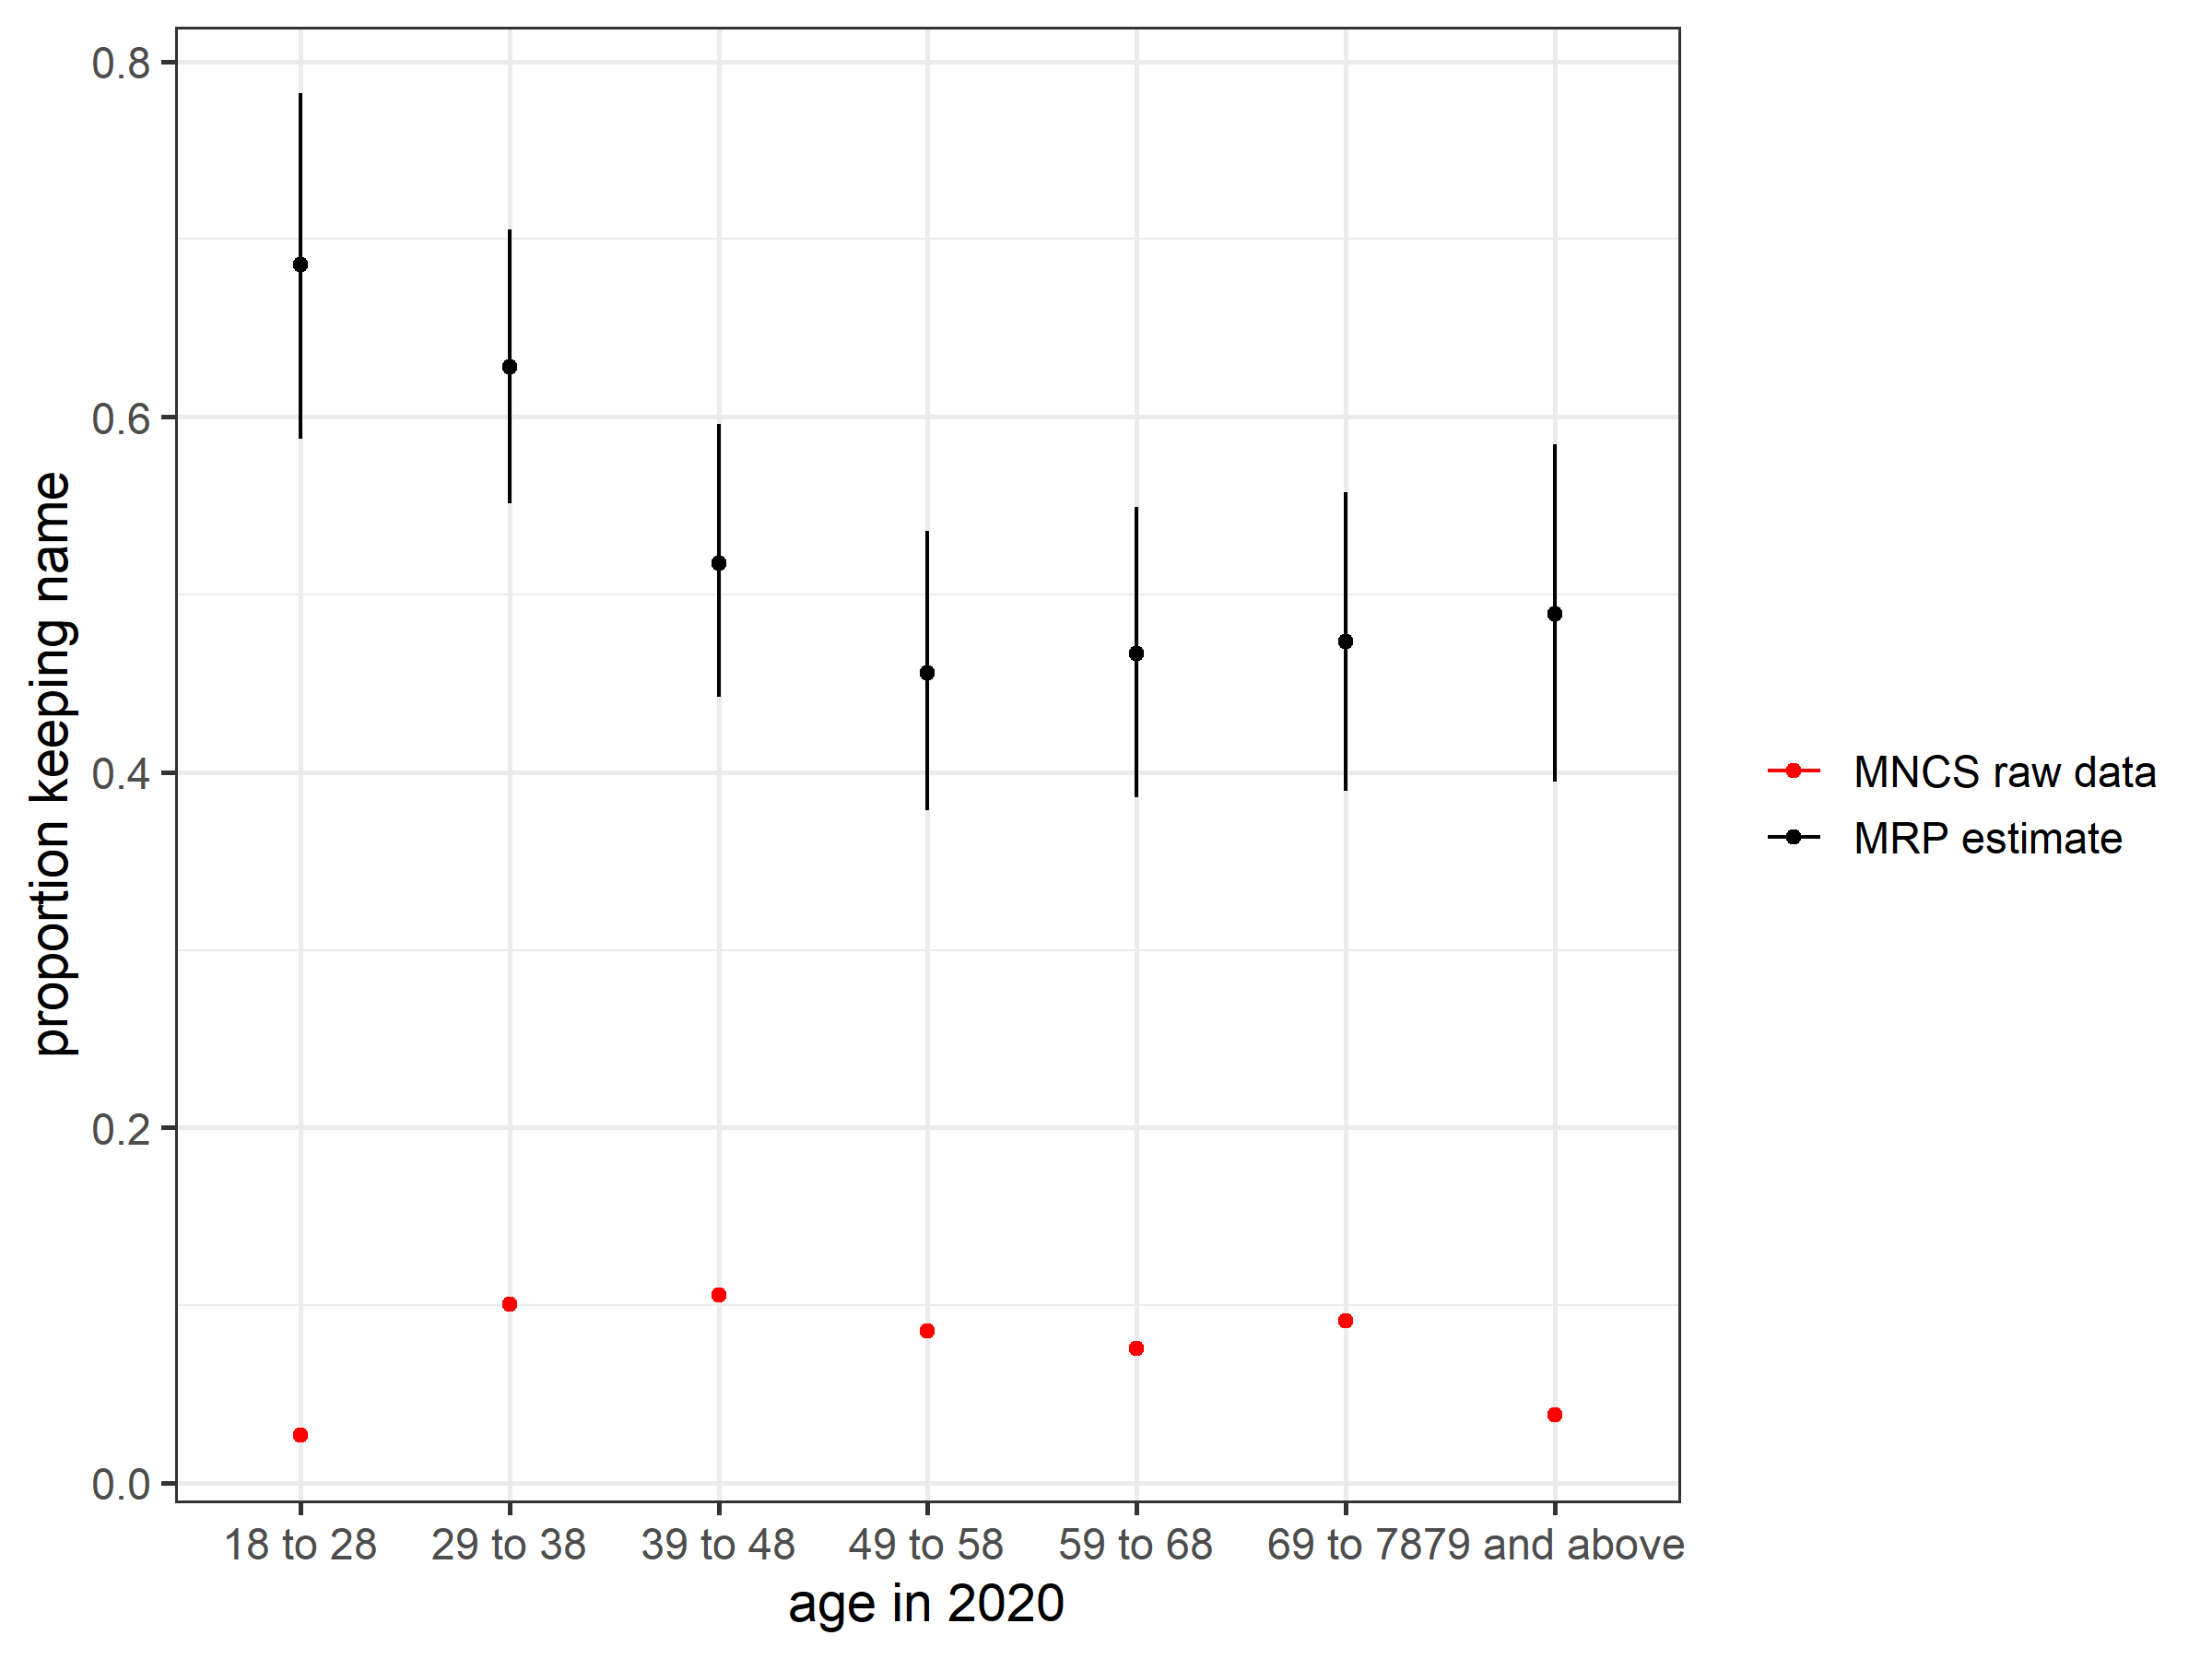 proportion keeping name
0.8
0.6
0.4
0.2
0.0
18 to 28 29 to 38 39 to 48 49 to 58 59 to 68 69 to 78 79 and above
age in 2020
MNCS raw data
MRP estimate